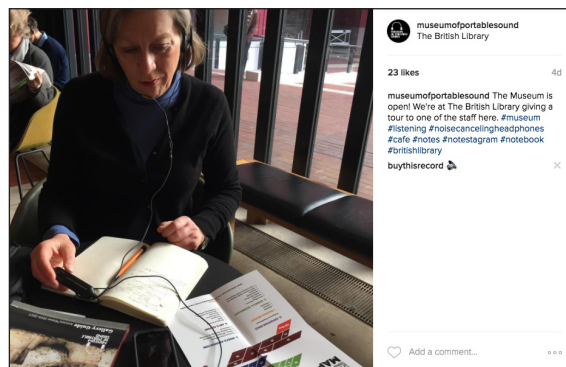 museumofportablesound
The British Library
23 likes
4d
museumofportablesound The Museum is
open! We're at The British Library giving a
tour to one of the staff here. #museum
#listening #noisecancelingheadphones
#cafe #notes #notestagram #notebook
#britishlibrary
buythisrecord
Add a comment...
Gallery Guide
MAP